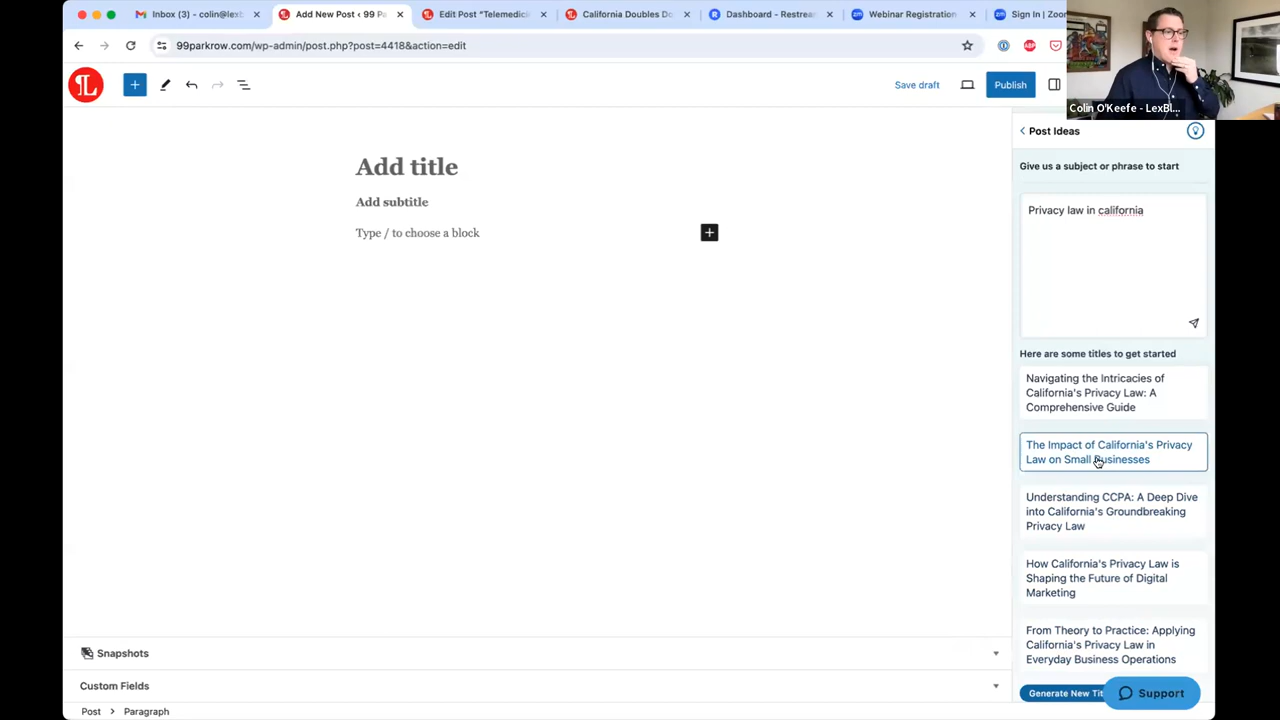 Inbox (3) - colin@lexb
Add New Post ‹ 99 Pa
Edit Post "Telemedici
California Doubles Do
Dashboard - Restrea
Webinar Registration
Sign In | Zoo
99parkrow.com/wp-admin/post.php?post=4418&action=edit
ABP
Colin O'Keefe - LexBl...
Save draft
Publish
Add title
Add subtitle
Type / to choose a block
Post Ideas
Give us a subject or phrase to start
Privacy law in california
Here are some titles to get started
Navigating the Intricacies of
California's Privacy Law: A
Comprehensive Guide
The Impact of California's Privacy
Law on Small Businesses
Understanding CCPA: A Deep Dive
into California's Groundbreaking
Privacy Law
How California's Privacy Law is
Shaping the Future of Digital
Marketing
From Theory to Practice: Applying
California's Privacy Law in
Everyday Business Operations
Generate New Tit
Support
Snapshots
Custom Fields
Post > Paragraph